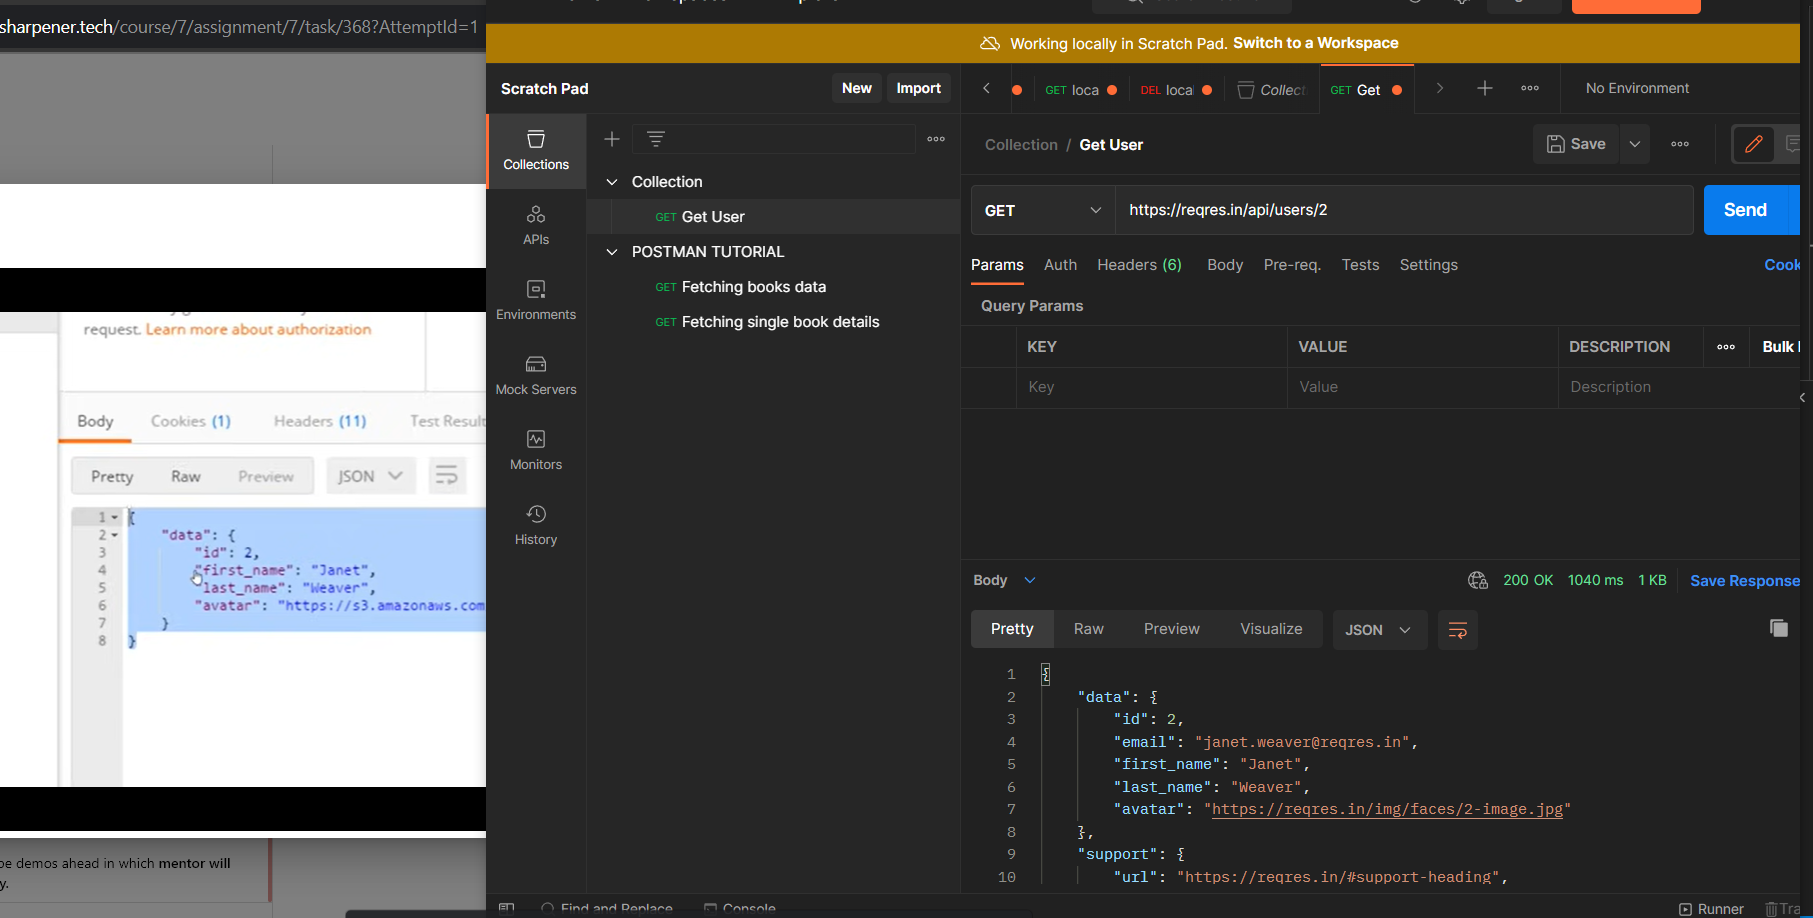 sharpener.tech/course/7/assignment/7/task/368?AttemptId=1
request. Learn more about authorization
Body Cookies (1) Headers (11) Test Result
Pretty Raw Preview JSON
1 {
2 "data": {
3 "id": 2,
4 "first_name": "Janet",
5 "last_name": "Weaver",
6 "avatar": "https://s3.amazonaws.com
7 }
8 }
be demos ahead in which mentor will
y.
Working locally in Scratch Pad. Switch to a Workspace
Scratch Pad New Import
Collections
APIs
Environments
Mock Servers
Monitors
History
Collection
GET Get User
POSTMAN TUTORIAL
GET Fetching books data
GET Fetching single book details
GET loca DEL local Collect GET Get No Environment
Collection / Get User Save
GET https://reqres.in/api/users/2 Send
Params Auth Headers (6) Body Pre-req. Tests Settings Cook
Query Params
KEY VALUE DESCRIPTION Bulk
Key Value Description
Body 200 OK 1040 ms 1 KB Save Response
Pretty Raw Preview Visualize JSON
1 {
2 "data": {
3 "id": 2,
4 "email": "janet.weaver@reqres.in",
5 "first_name": "Janet",
6 "last_name": "Weaver",
7 "avatar": "https://reqres.in/img/faces/2-image.jpg"
8 },
9 "support": {
10 "url": "https://reqres.in/#support-heading",
Find and Replace Console Runner Tra